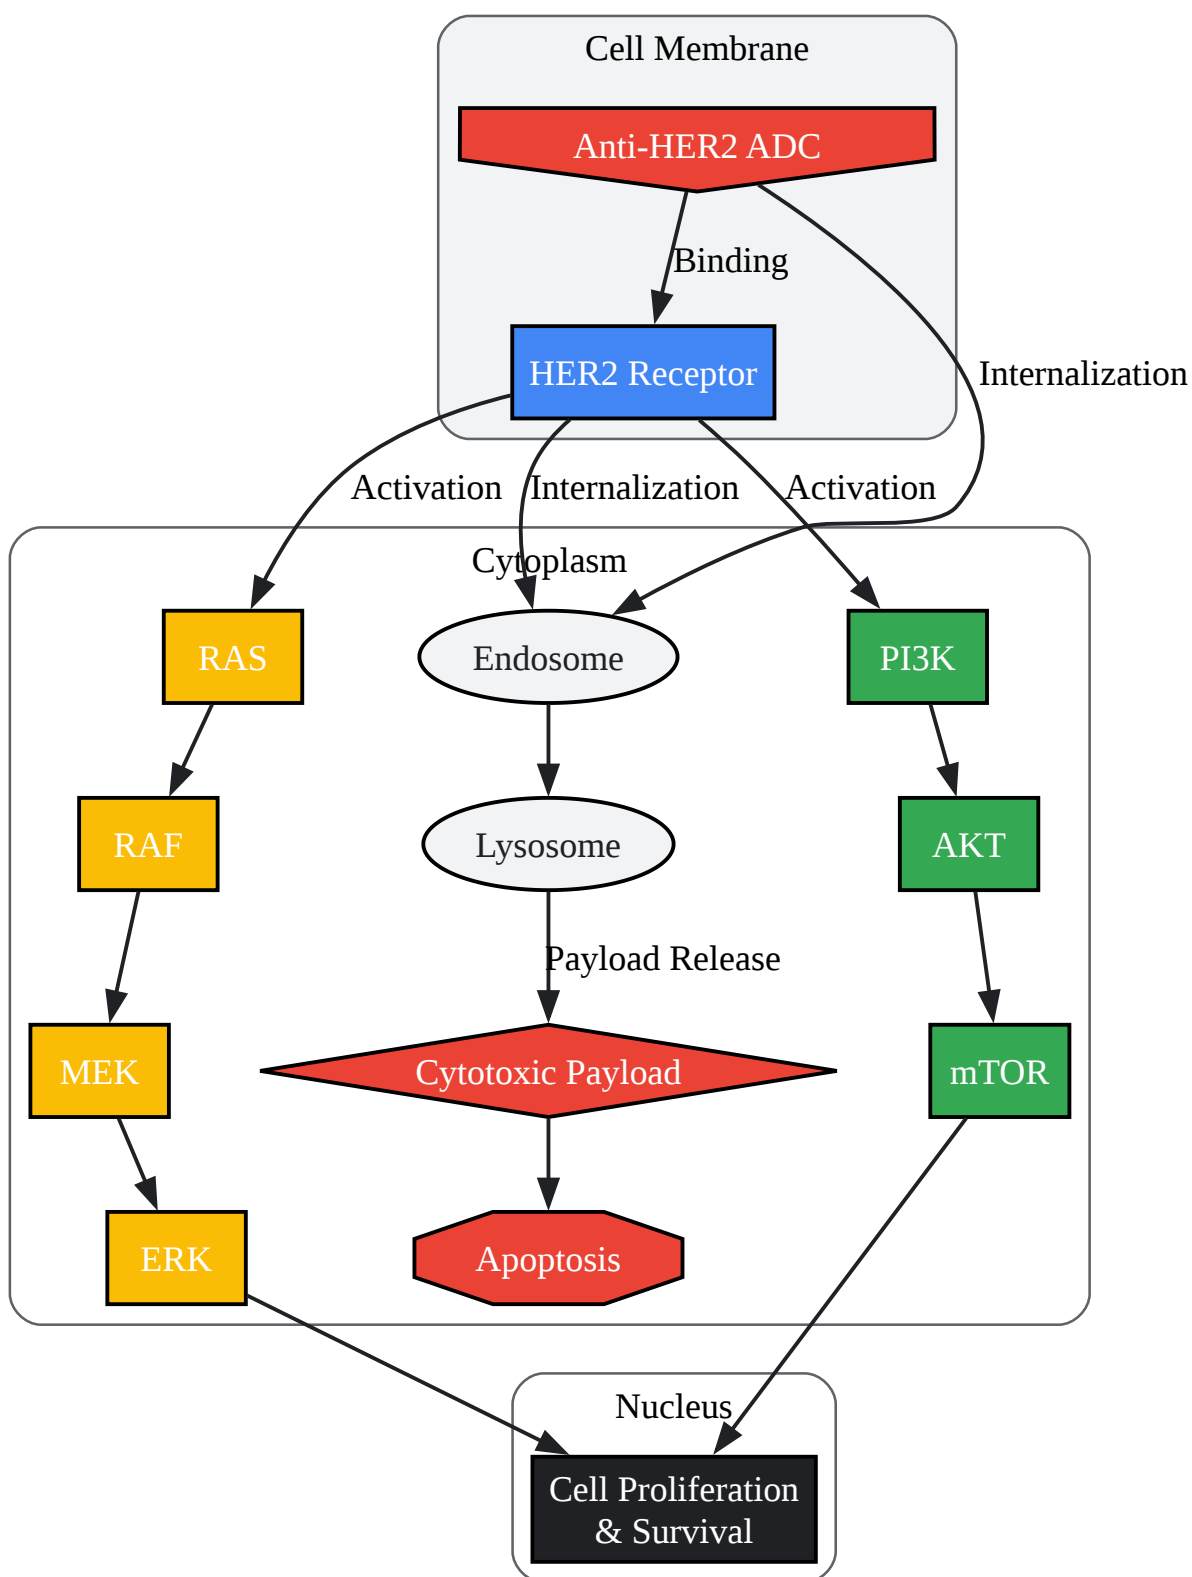 Cell Membrane
Anti-HER2 ADC
Binding
HER2 Receptor
Internalization
Activation
Internalization
Activation
Cytoplasm
RAS
Endosome
PI3K
RAF
Lysosome
AKT
Payload Release
MEK
Cytotoxic Payload
mTOR
ERK
Apoptosis
Nucleus
Cell Proliferation
& Survival